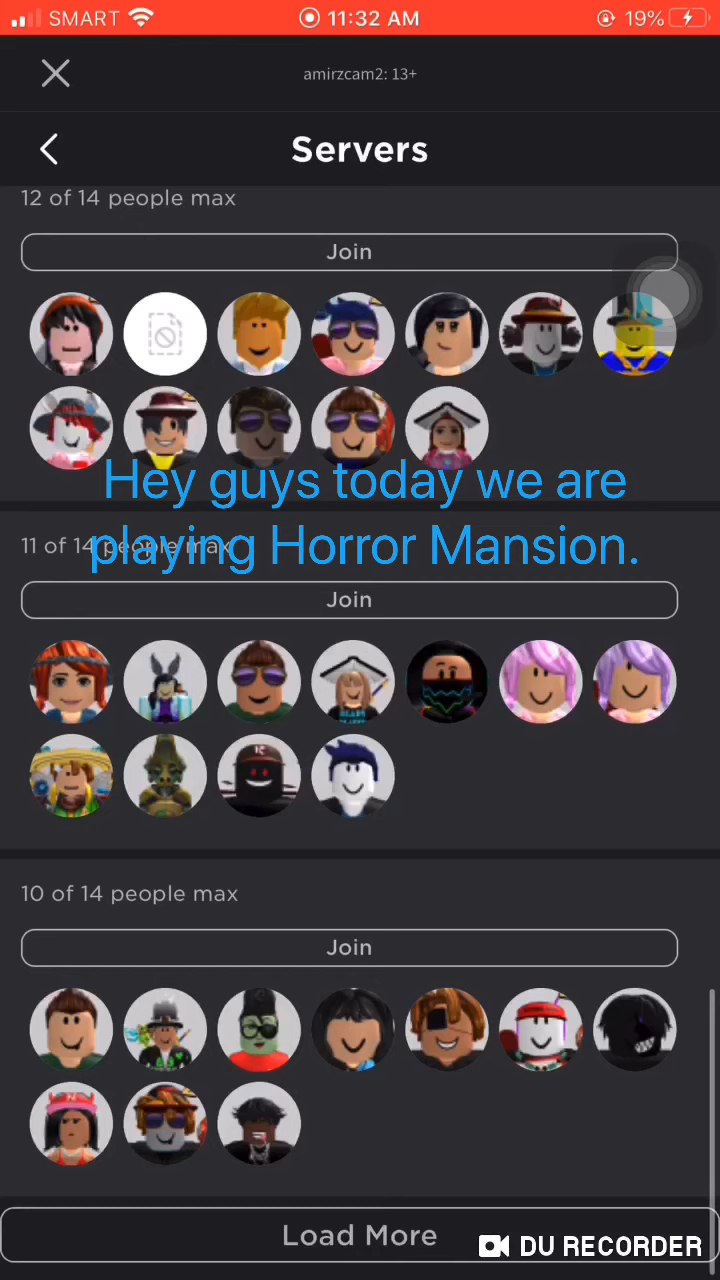 SMART 11:32 AM 19%
amirzcam2: 13+
Servers
12 of 14 people max
Join
Hey guys today we are
playing Horror Mansion.
11 of 14 people max
Join
10 of 14 people max
Join
Load More
DU RECORDER